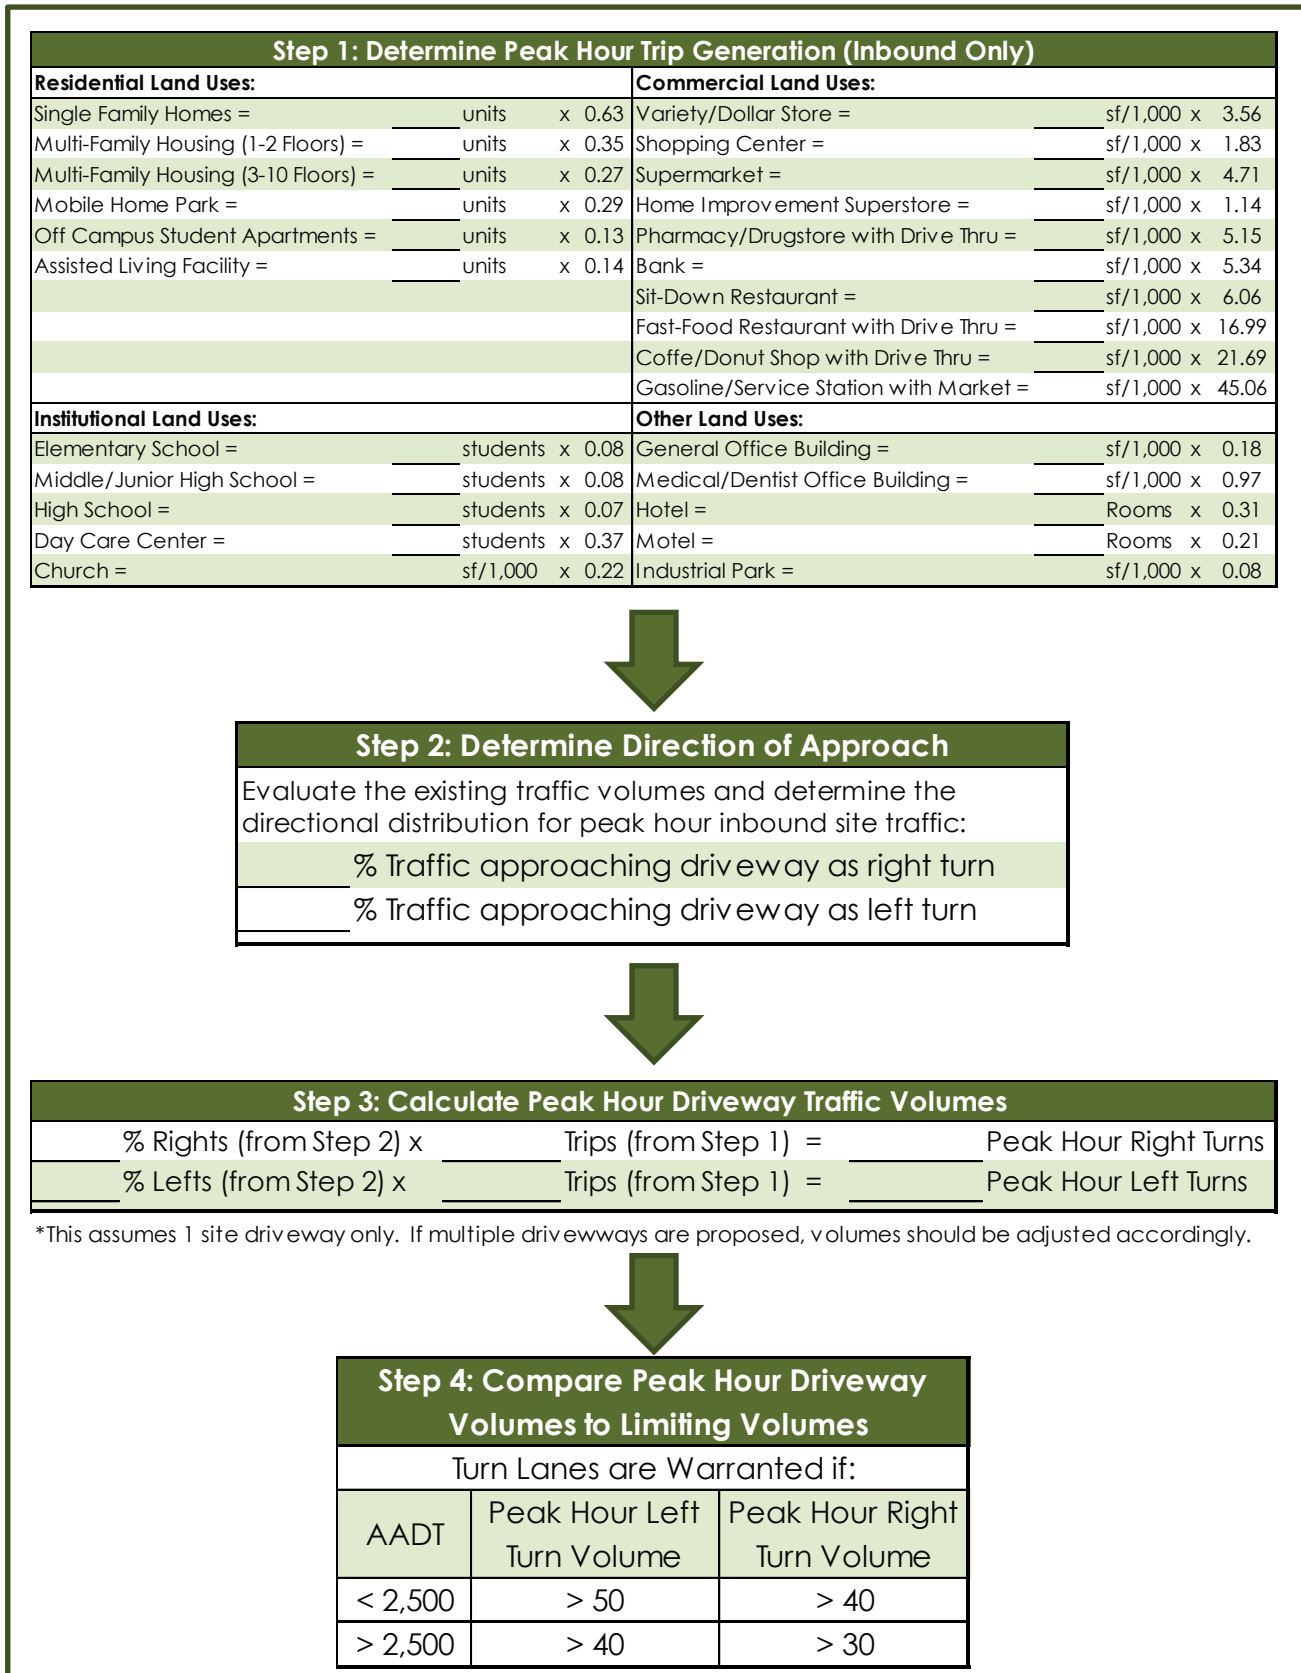 Step 1: Determine Peak Hour Trip Generation (Inbound Only)
Residential Land Uses: Commercial Land Uses:
Single Family Homes = units x 0.63 Variety/Dollar Store = sf/1,000 x 3.56
Multi-Family Housing (1-2 Floors) = units x 0.35 Shopping Center = sf/1,000 x 1.83
Multi-Family Housing (3-10 Floors) = units x 0.27 Supermarket = sf/1,000 x 4.71
Mobile Home Park = units x 0.29 Home Improvement Superstore = sf/1,000 x 1.14
Off Campus Student Apartments = units x 0.13 Pharmacy/Drugstore with Drive Thru = sf/1,000 x 5.15
Assisted Living Facility = units x 0.14 Bank = sf/1,000 x 5.34
Sit-Down Restaurant = sf/1,000 x 6.06
Fast-Food Restaurant with Drive Thru = sf/1,000 x 16.99
Coffe/Donut Shop with Drive Thru = sf/1,000 x 21.69
Gasoline/Service Station with Market = sf/1,000 x 45.06
Institutional Land Uses: Other Land Uses:
Elementary School = students x 0.08 General Office Building = sf/1,000 x 0.18
Middle/Junior High School = students x 0.08 Medical/Dentist Office Building = sf/1,000 x 0.97
High School = students x 0.07 Hotel = Rooms x 0.31
Day Care Center = students x 0.37 Motel = Rooms x 0.21
Church = sf/1,000 x 0.22 Industrial Park = sf/1,000 x 0.08
Step 2: Determine Direction of Approach
Evaluate the existing traffic volumes and determine the
directional distribution for peak hour inbound site traffic:
% Traffic approaching driveway as right turn
% Traffic approaching driveway as left turn
Step 3: Calculate Peak Hour Driveway Traffic Volumes
% Rights (from Step 2) x Trips (from Step 1) = Peak Hour Right Turns
% Lefts (from Step 2) x Trips (from Step 1) = Peak Hour Left Turns
*This assumes 1 site driveway only. If multiple drivewways are proposed, volumes should be adjusted accordingly.
Step 4: Compare Peak Hour Driveway
Volumes to Limiting Volumes
Turn Lanes are Warranted if:
AADT Peak Hour Left Turn Volume Peak Hour Right Turn Volume
< 2,500 > 50 > 40
> 2,500 > 40 > 30